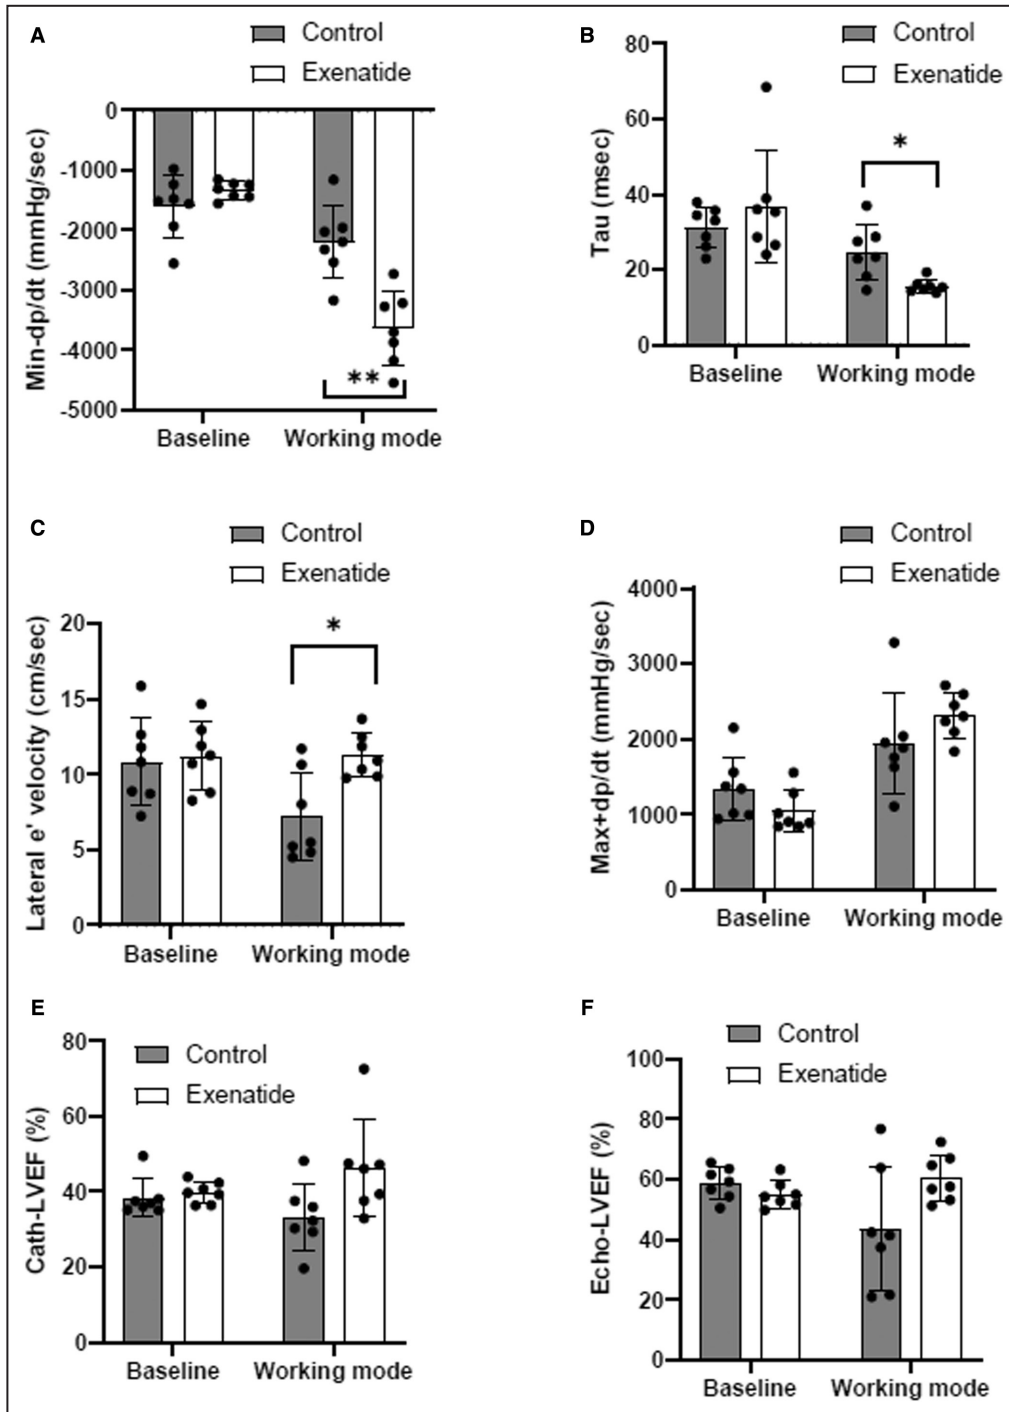 A
Control
Exenatide
Min-dp/dt (mmHg/sec)
0
-1000
-2000
-3000
-4000
-5000
**
Baseline
Working mode
B
Control
Exenatide
Tau (msec)
80
60
40
20
0
*
Baseline
Working mode
C
Control
Exenatide
Lateral e' velocity (cm/sec)
20
15
10
5
0
*
Baseline
Working mode
D
Control
Exenatide
Max+dp/dt (mmHg/sec)
4000
3000
2000
1000
0
Baseline
Working mode
E
Control
Exenatide
Cath-LVEF (%)
80
60
40
20
0
Baseline
Working mode
F
Control
Exenatide
Echo-LVEF (%)
100
80
60
40
20
0
Baseline
Working mode